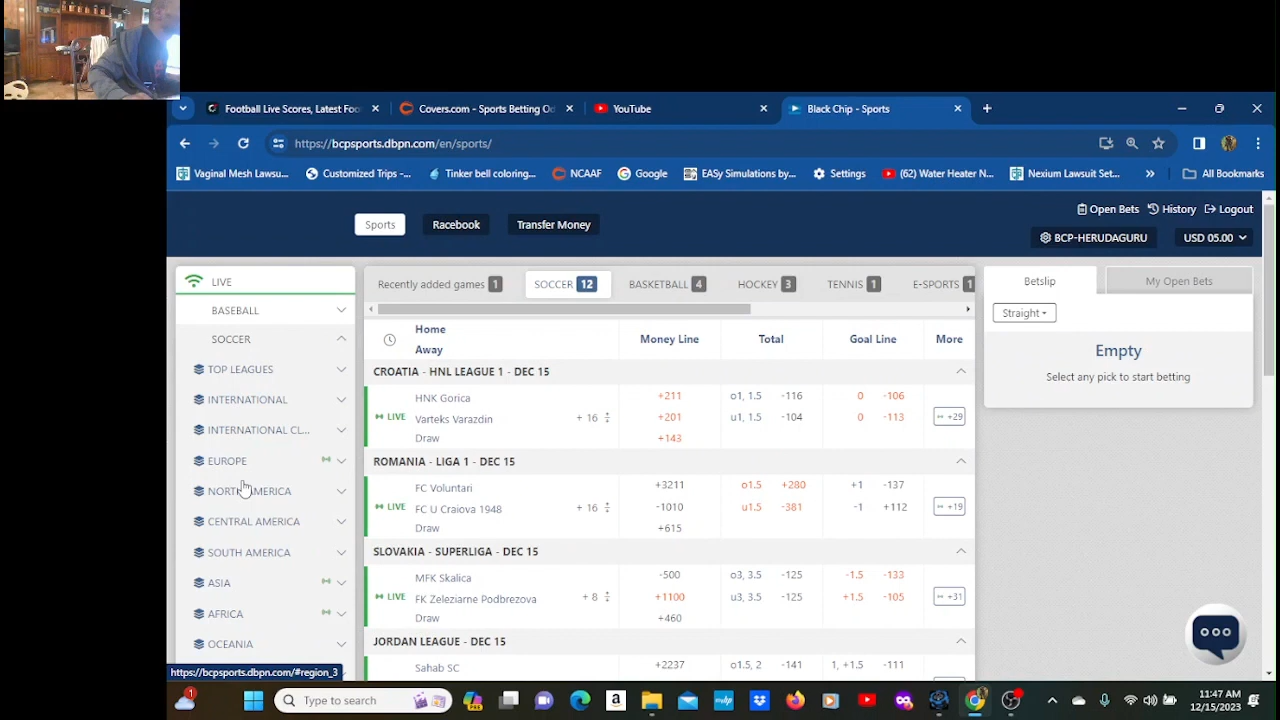 Football Live Scores, Latest Foo
Covers.com - Sports Betting Od
YouTube
Black Chip - Sports
https://bcpsports.dbpn.com/en/sports/
Vaginal Mesh Lawsu...
Customized Trips -...
Tinker bell coloring...
NCAAF
Google
EASy Simulations by...
Settings
(62) Water Heater N...
Nexium Lawsuit Set...
»
All Bookmarks
Sports
Racebook
Transfer Money
Open Bets
History
Logout
BCP-HERUDAGURU
USD 05.00
LIVE
BASEBALL
SOCCER
TOP LEAGUES
INTERNATIONAL
INTERNATIONAL CL...
EUROPE
NORTH AMERICA
CENTRAL AMERICA
SOUTH AMERICA
ASIA
AFRICA
OCEANIA
https://bcpsports.dbpn.com/#region_3
Recently added games 1
SOCCER 12
BASKETBALL 4
HOCKEY 3
TENNIS 1
E-SPORTS 1
Home
Away
Money Line
Total
Goal Line
More
CROATIA - HNL LEAGUE 1 - DEC 15
HNK Gorica +211 o1, 1.5 -116 0 -106
LIVE Varteks Varazdin + 16 +201 u1, 1.5 -104 0 -113 +29
Draw +143
ROMANIA - LIGA 1 - DEC 15
FC Voluntari +3211 o1.5 +280 +1 -137
LIVE FC U Craiova 1948 + 16 -1010 u1.5 -381 -1 +112 +19
Draw +615
SLOVAKIA - SUPERLIGA - DEC 15
MFK Skalica -500 o3, 3.5 -125 -1.5 -133
LIVE FK Zeleziarne Podbrezova + 8 +1100 u3, 3.5 -125 +1.5 -105 +31
Draw +460
JORDAN LEAGUE - DEC 15
Sahab SC +2237 o1.5, 2 -141 1, +1.5 -111
Betslip
My Open Bets
Straight
Empty
Select any pick to start betting
1
Type here to search
11:47 AM
12/15/2023